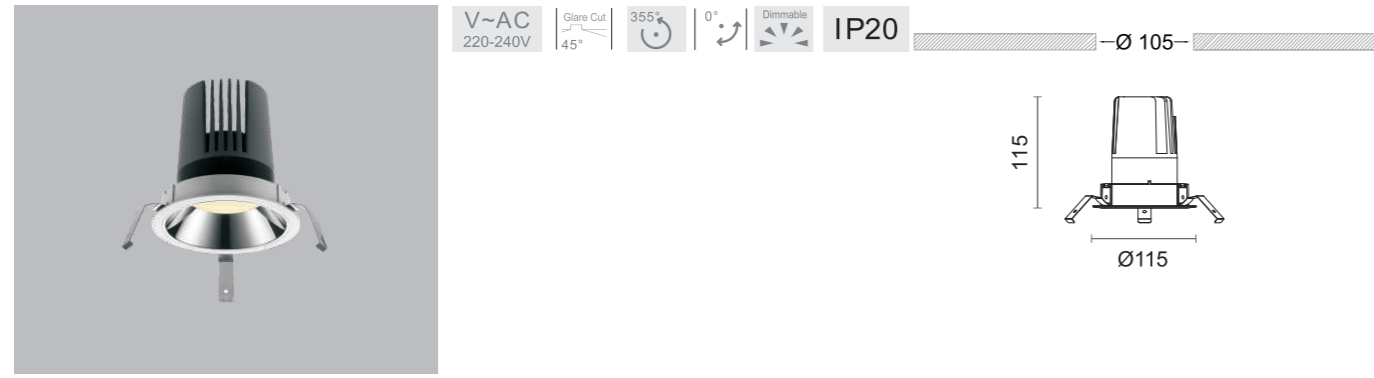 V~AC
220-240V
Glare Cut
45°
355°
0°
Dimmable
IP20
Ø 105
115
Ø115